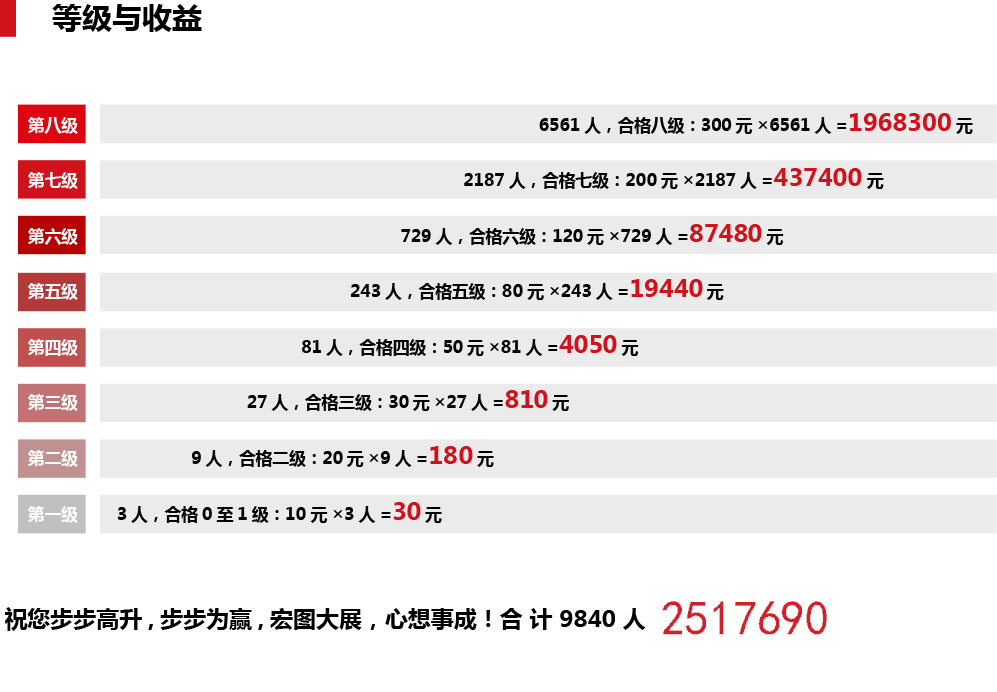 等级与收益
第八级 6561 人，合格八级：300 元 ×6561 人 =1968300 元
第七级 2187 人，合格七级：200 元 ×2187 人 =437400 元
第六级 729 人，合格六级：120 元 ×729 人 =87480 元
第五级 243 人，合格五级：80 元 ×243 人 =19440 元
第四级 81 人，合格四级：50 元 ×81 人 =4050 元
第三级 27 人，合格三级：30 元 ×27 人 =810 元
第二级 9 人，合格二级：20 元 ×9 人 =180 元
第一级 3 人，合格 0 至 1 级：10 元 ×3 人 =30 元
祝您步步高升，步步为赢，宏图大展，心想事成！合 计 9840 人 2517690